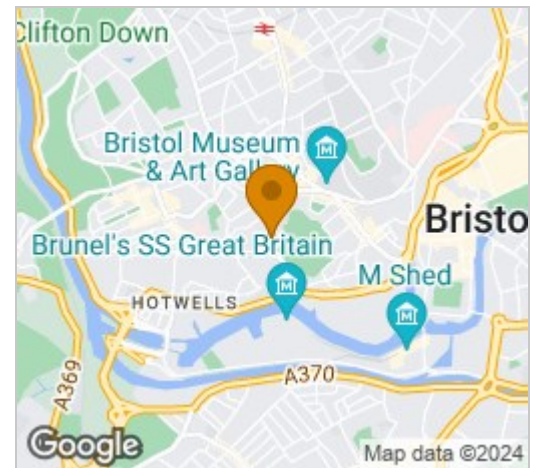 Clifton Down
Bristol Museum
& Art Gallery
Bristo
Brunel's SS Great Britain
M Shed
HOTWELLS
A369
A370
Google
Map data ©2024